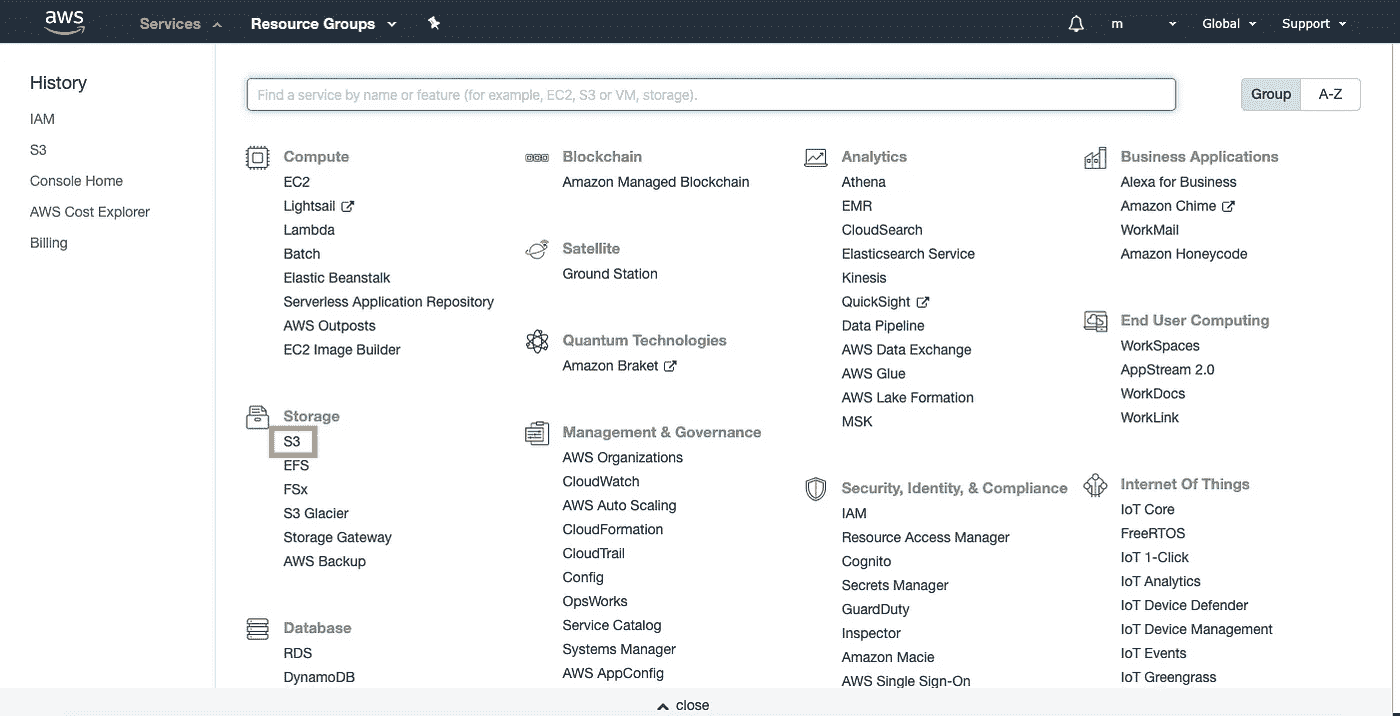 aws
Services
Resource Groups
m
Global
Support
History
IAM
S3
Console Home
AWS Cost Explorer
Billing
Find a service by name or feature (for example, EC2, S3 or VM, storage).
Group
A-Z
Compute
EC2
Lightsail
Lambda
Batch
Elastic Beanstalk
Serverless Application Repository
AWS Outposts
EC2 Image Builder
Storage
S3
EFS
FSx
S3 Glacier
Storage Gateway
AWS Backup
Database
RDS
DynamoDB
Blockchain
Amazon Managed Blockchain
Satellite
Ground Station
Quantum Technologies
Amazon Braket
Management & Governance
AWS Organizations
CloudWatch
AWS Auto Scaling
CloudFormation
CloudTrail
Config
OpsWorks
Service Catalog
Systems Manager
AWS AppConfig
Analytics
Athena
EMR
CloudSearch
Elasticsearch Service
Kinesis
QuickSight
Data Pipeline
AWS Data Exchange
AWS Glue
AWS Lake Formation
MSK
Security, Identity, & Compliance
IAM
Resource Access Manager
Cognito
Secrets Manager
GuardDuty
Inspector
Amazon Macie
AWS Single Sign-On
Business Applications
Alexa for Business
Amazon Chime
WorkMail
Amazon Honeycode
End User Computing
WorkSpaces
AppStream 2.0
WorkDocs
WorkLink
Internet Of Things
IoT Core
FreeRTOS
IoT 1-Click
IoT Analytics
IoT Device Defender
IoT Device Management
IoT Events
IoT Greengrass
close